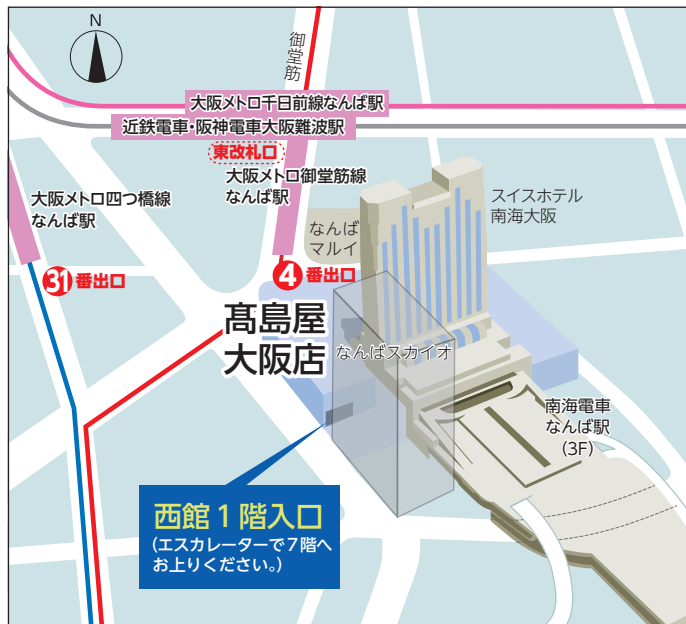 N
御堂筋
大阪メトロ千日前線なんば駅
近鉄電車・阪神電車大阪難波駅
東改札口
大阪メトロ御堂筋線
なんば駅
大阪メトロ四つ橋線
なんば駅
スイスホテル
南海大阪
なんば
マルイ
31番出口
4番出口
髙島屋
大阪店
なんばスカイオ
南海電車
なんば駅
(3F)
西館1階入口
(エスカレーターで7階へ
お上りください。)